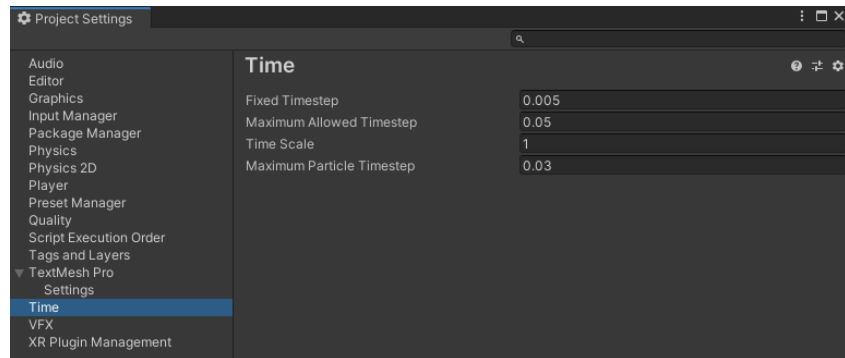 Project Settings
Audio
Editor
Graphics
Input Manager
Package Manager
Physics
Physics 2D
Player
Preset Manager
Quality
Script Execution Order
Tags and Layers
TextMesh Pro
Settings
Time
VFX
XR Plugin Management
Time
Fixed Timestep 0.005
Maximum Allowed Timestep 0.05
Time Scale 1
Maximum Particle Timestep 0.03